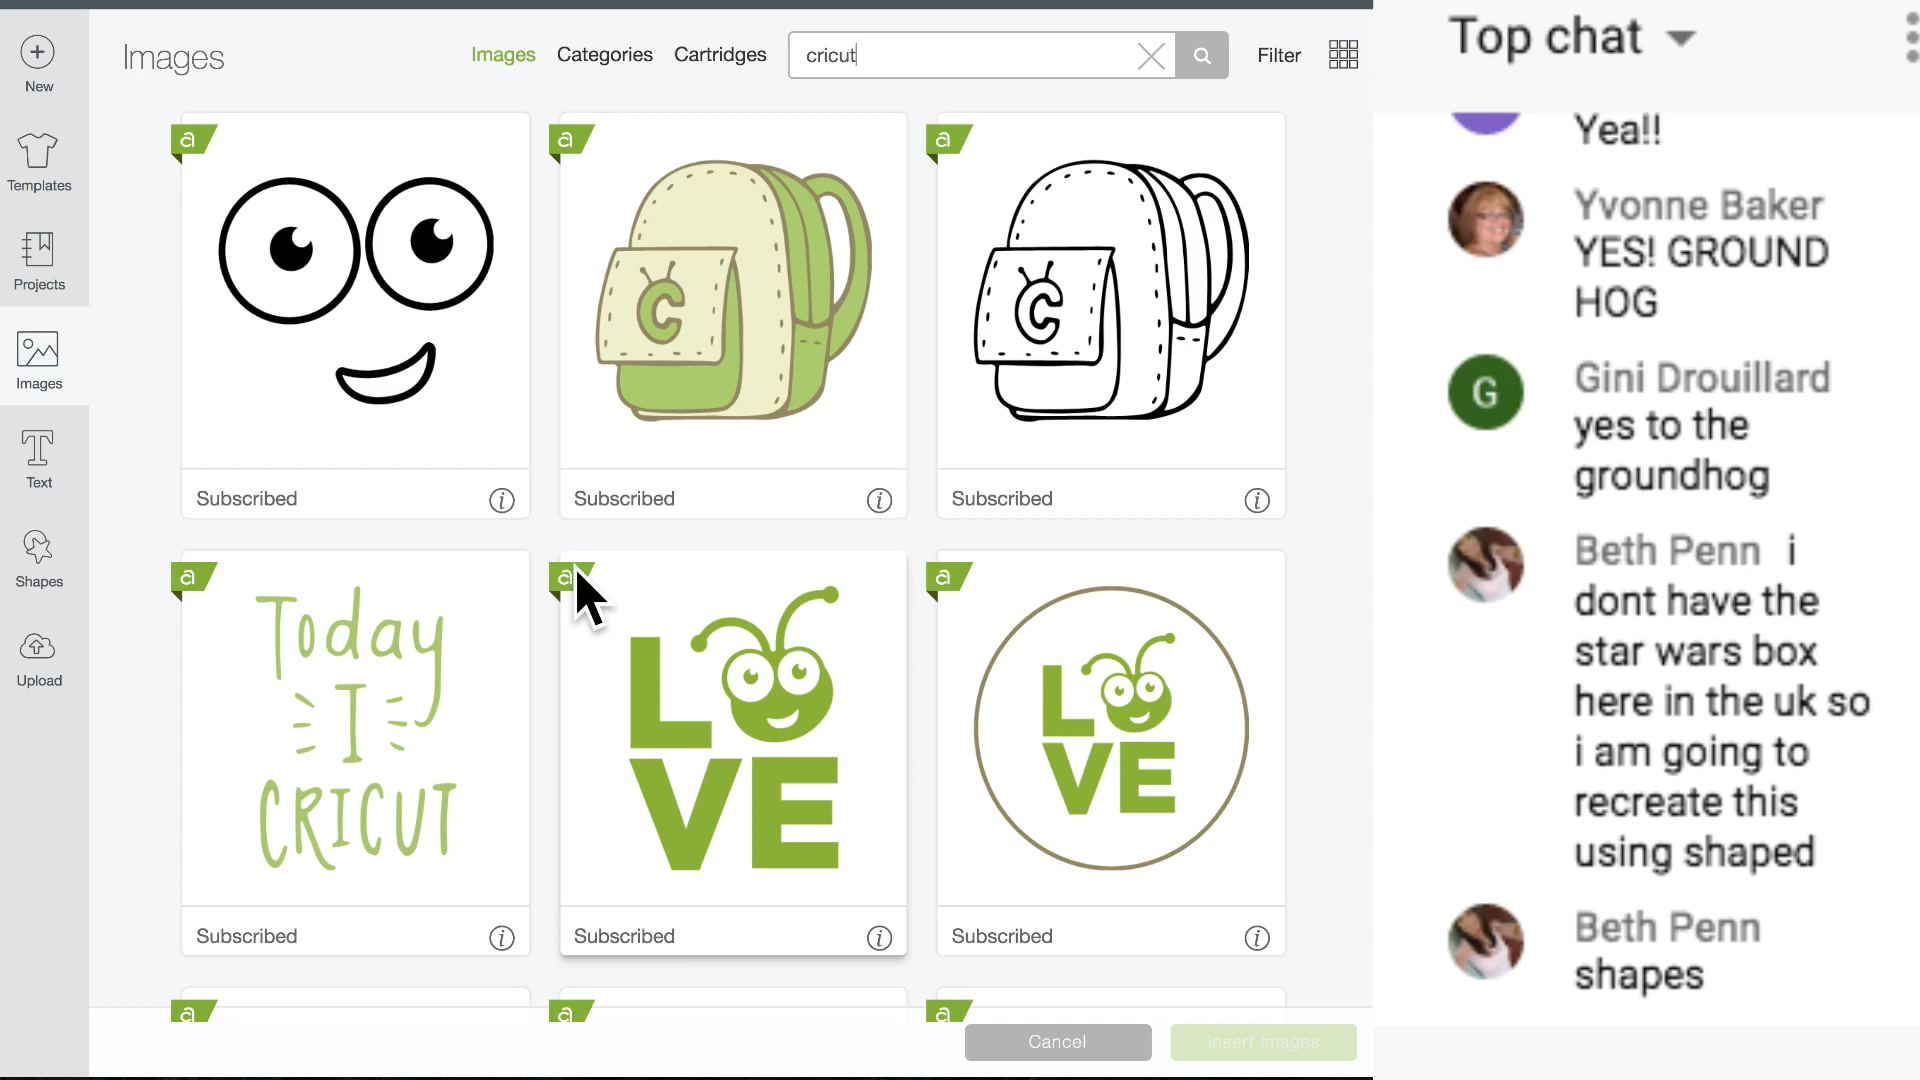 New
Templates
Projects
Images
Text
Shapes
Upload
Images
Images Categories Cartridges
cricut
Filter
a
a
a
C
C
Subscribed
Subscribed
Subscribed
a
a
a
Today
I
CRICUT
LOVE
LOVE
Subscribed
Subscribed
Subscribed
a
a
a
Cancel
Insert Images
Top chat
Yea!!
Yvonne Baker
YES! GROUND
HOG
G
Gini Drouillard
yes to the
groundhog
Beth Penn i
dont have the
star wars box
here in the uk so
i am going to
recreate this
using shaped
Beth Penn
shapes